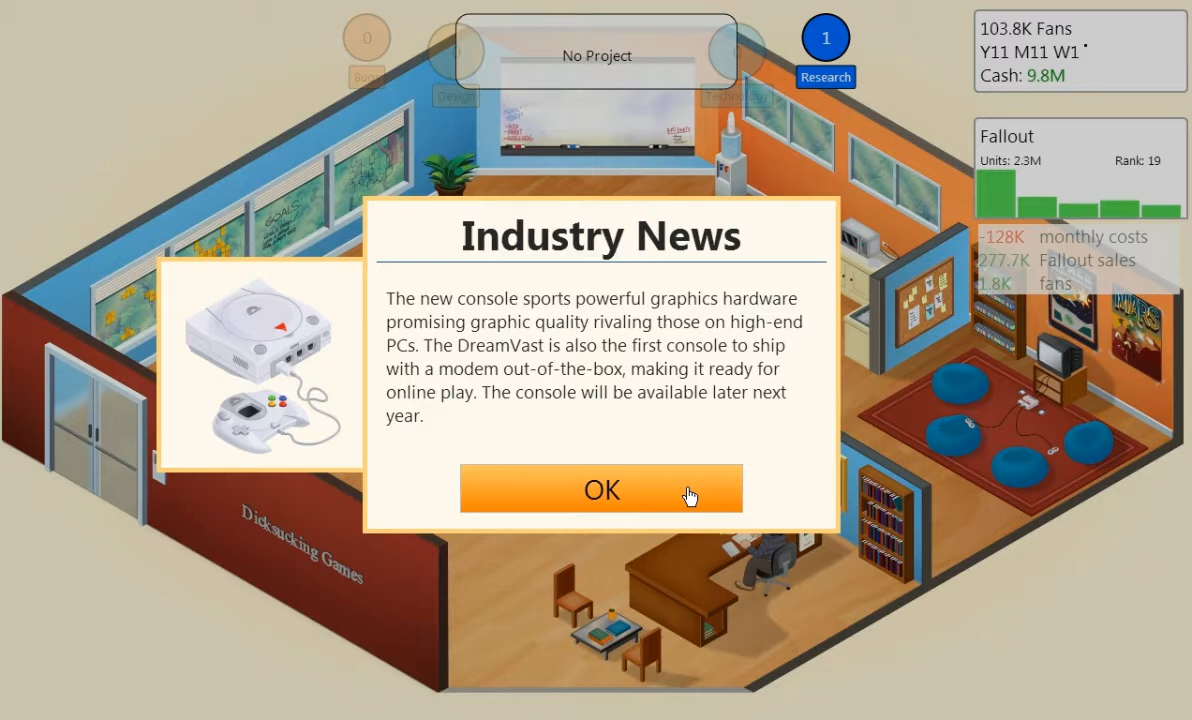 0
No Project
1
Bugs
Design
Technology
Research
103.8K Fans
Y11 M11 W1
Cash: 9.8M
Fallout
Units: 2.3M Rank: 19
-128K monthly costs
277.7K Fallout sales
1.8K fans
GOALS
Industry News
The new console sports powerful graphics hardware
promising graphic quality rivaling those on high-end
PCs. The DreamVast is also the first console to ship
with a modem out-of-the-box, making it ready for
online play. The console will be available later next
year.
OK
Dicksucking Games